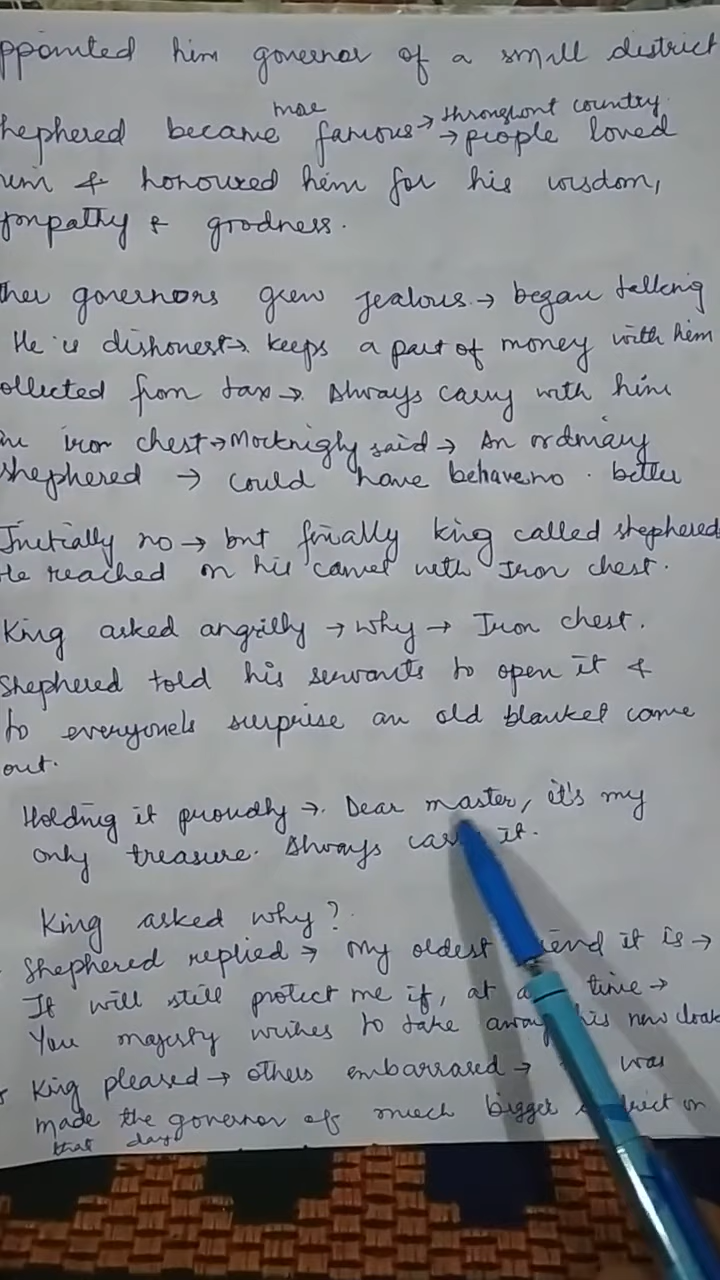 ppointed him governor of a small district
more → throughout country
hephered became famous → people loved
him & honoured him for his wisdom,
ympathy & goodness.
ther governors grew jealous → began talking
He is dishonest → keeps a part of money with him
ollected from tax → Always carry with him
iron chest → Mockingly said → An ordinary
shephered → could have behave no better
Initially no → but finally king called shephered
He reached on his camel with Iron chest.
King asked angrilly → why → Iron chest.
Shephered told his servants to open it &
to everyone's surprise an old blanket came
out.
Holding it proudly → Dear master, it's my
only treasure. Always it.
King asked why?
Shephered replied → my oldest it is →
It will still protect me if, at time →
You majesty wishes to take away his new cloak
King pleased → others embarrased → was
made the governor of much bigger on
that day